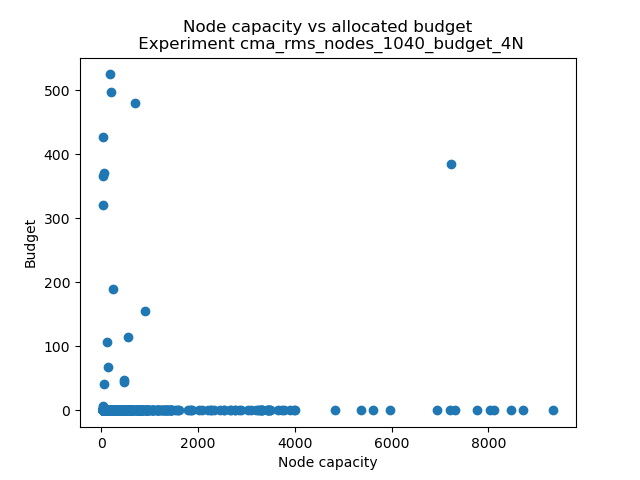 Node capacity vs allocated budget
Experiment cma_rms_nodes_1040_budget_4N
500
400
300
200
100
0
Budget
0 2000 4000 6000 8000
Node capacity